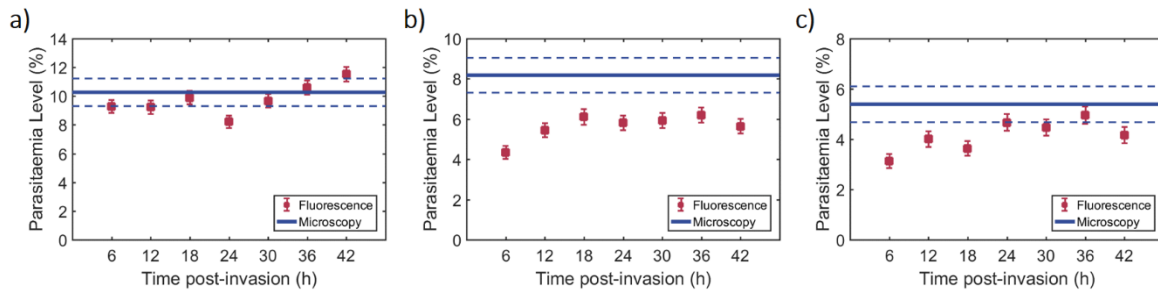 a)
Parasitaemia Level (%)
14
12
10
8
6
4
2
0
6 12 18 24 30 36 42
Time post-invasion (h)
Fluorescence
Microscopy
b)
Parasitaemia Level (%)
10
8
6
4
2
0
6 12 18 24 30 36 42
Time post-invasion (h)
Fluorescence
Microscopy
c)
Parasitaemia Level (%)
8
6
4
2
0
6 12 18 24 30 36 42
Time post-invasion (h)
Fluorescence
Microscopy